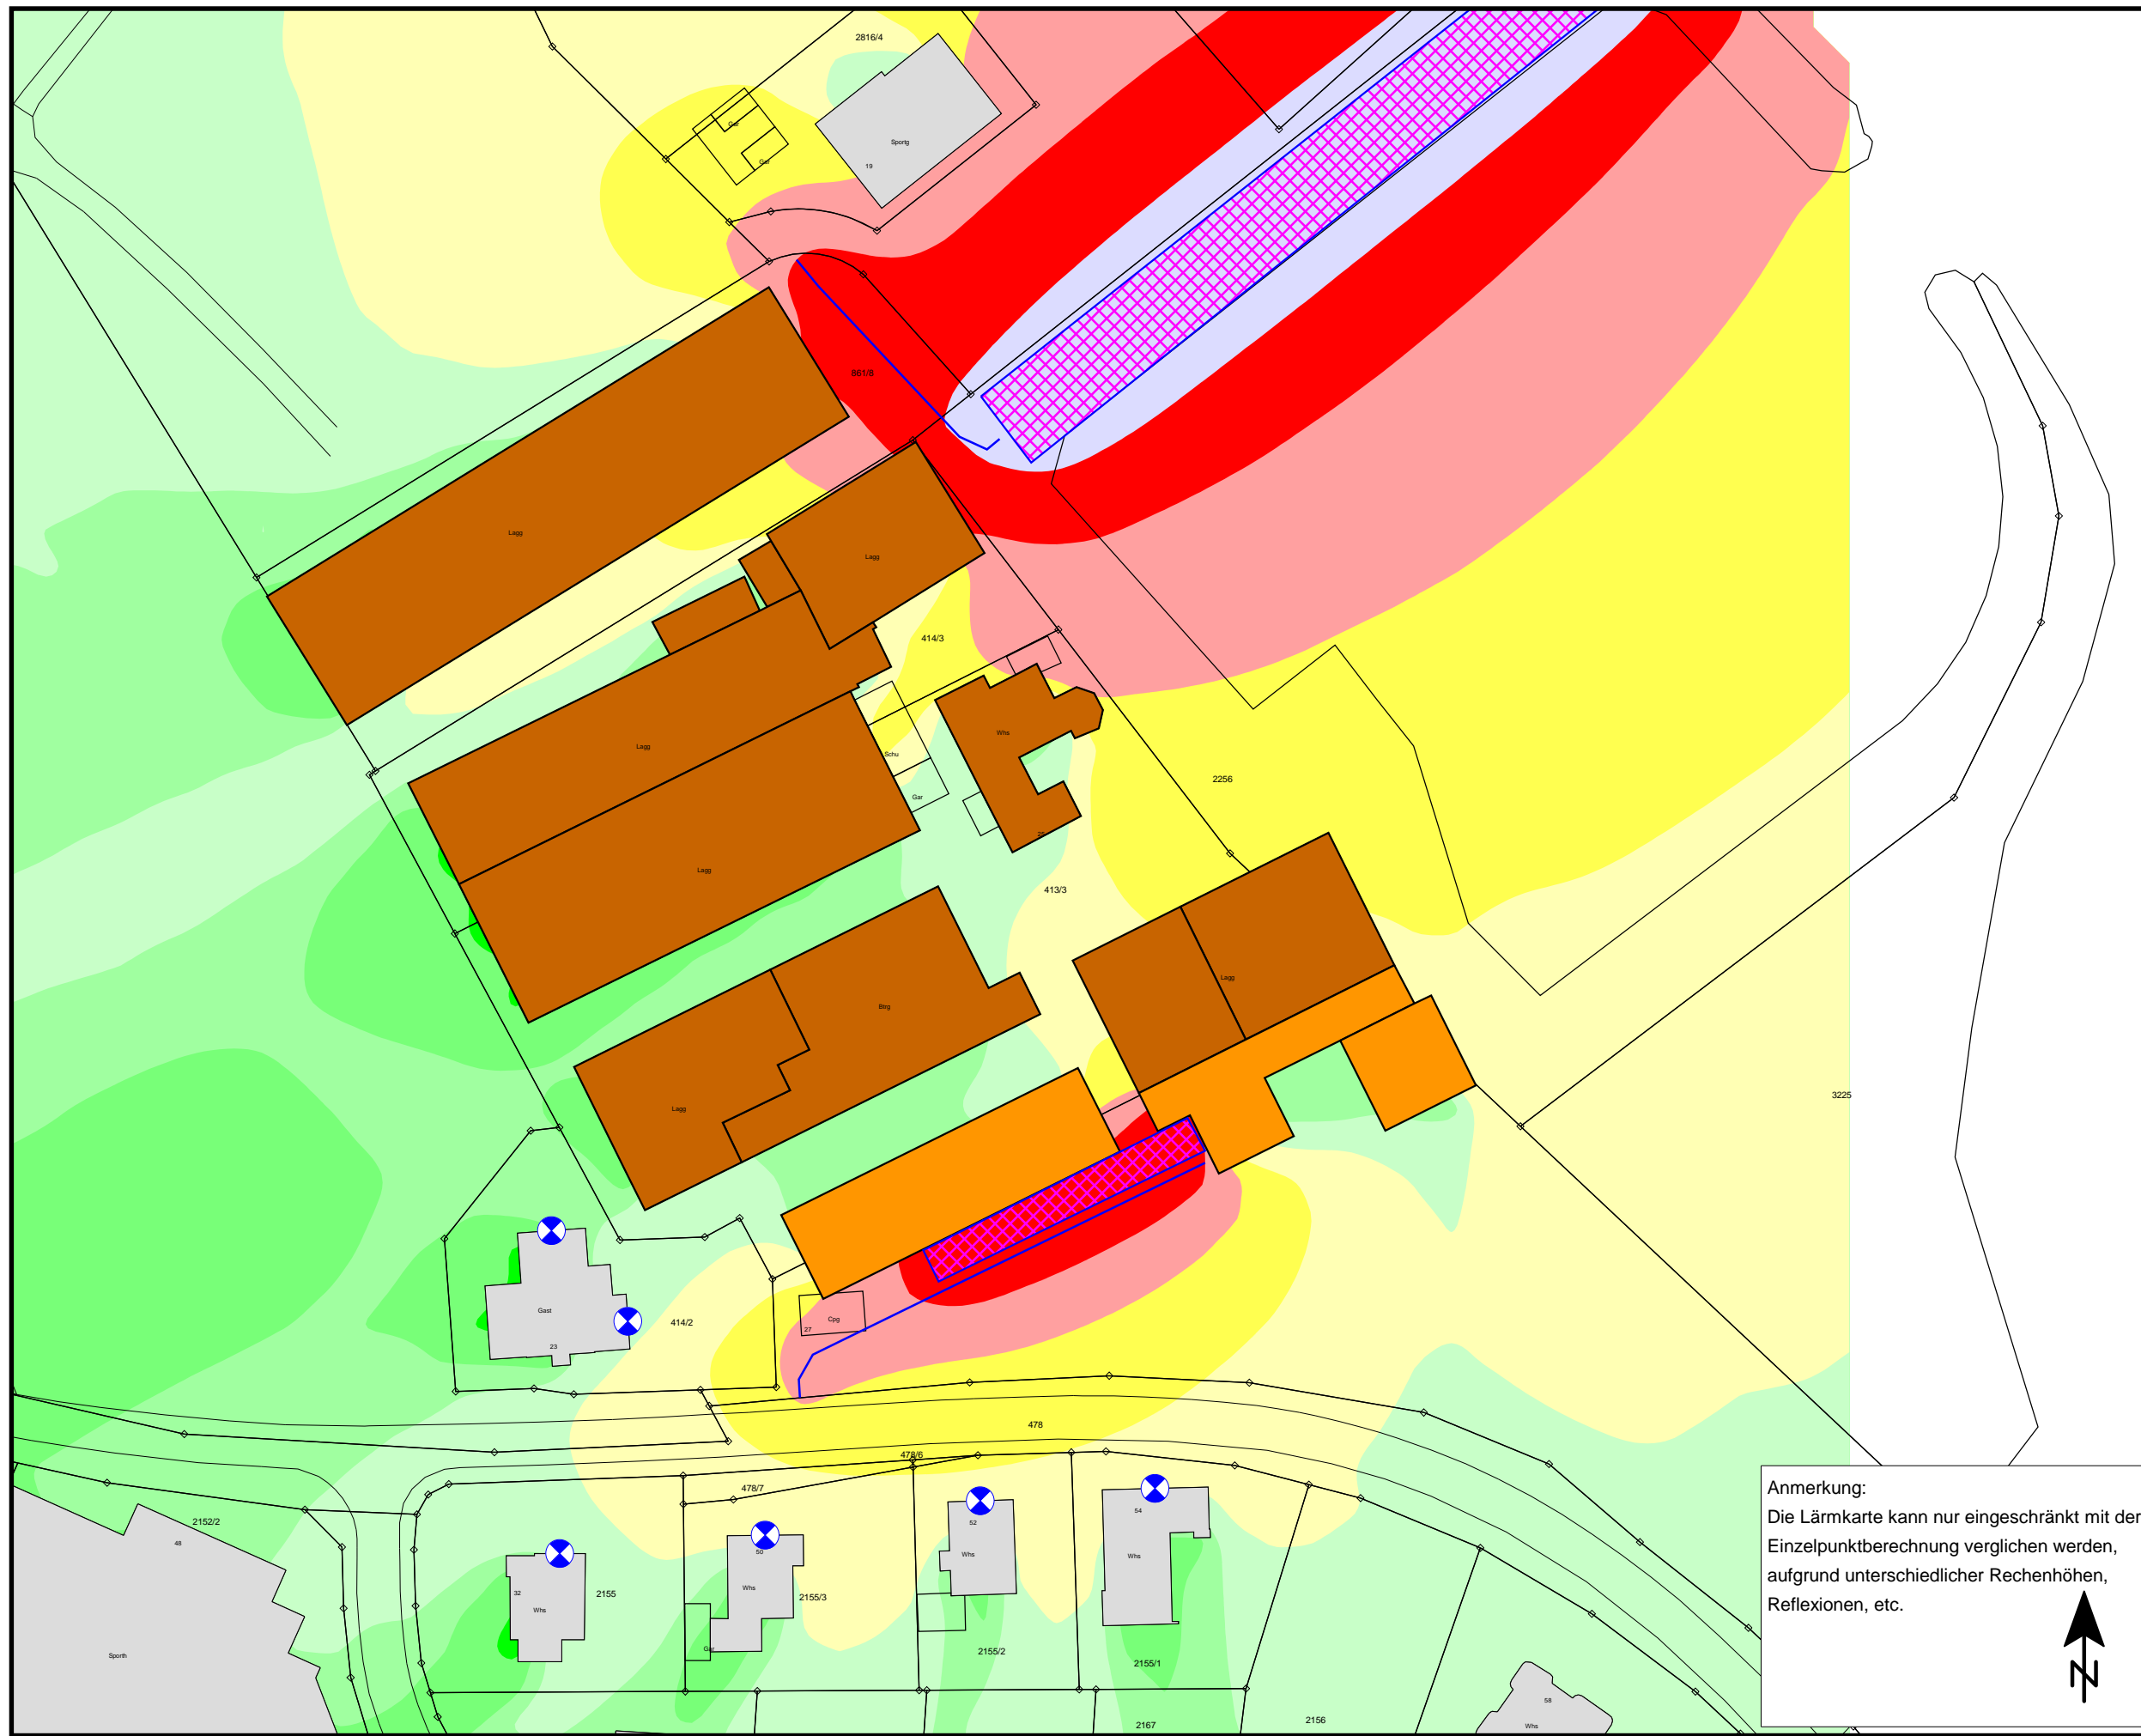 2816/4
Gar
Gar
Sportg
19
861/8
Lagg
Lagg
414/3
Whs
Lagg
Schu
2256
Gar
25
Lagg
413/3
Lagg
Btrg
3225
Lagg
Gast
414/2
Cpg
27
23
478
478/6
478/7
2152/2
48
52
54
50
Whs
Whs
32
Whs
2155
Whs
2155/3
Gar
2155/2
2155/1
Sporth
58
2156
2167
Whs
Anmerkung:
Die Lärmkarte kann nur eingeschränkt mit der
Einzelpunktberechnung verglichen werden,
aufgrund unterschiedlicher Rechenhöhen,
Reflexionen, etc.
N